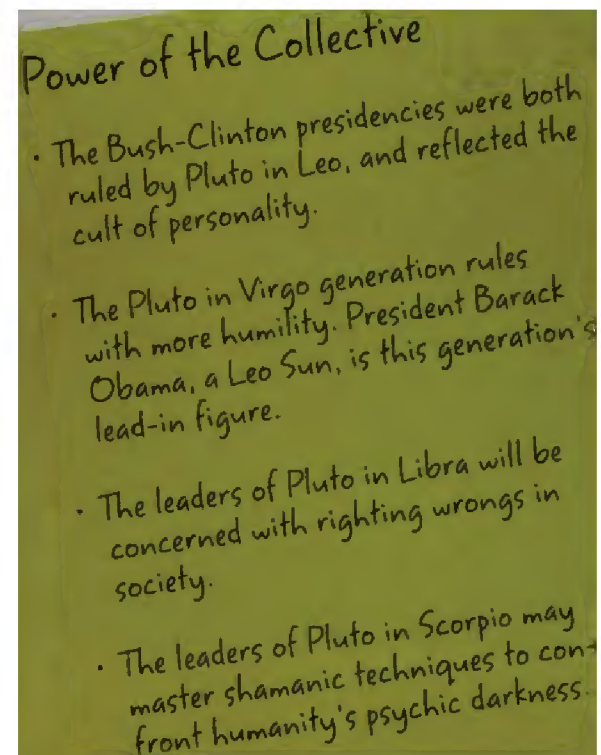 Power of the Collective
· The Bush-Clinton presidencies were both
ruled by Pluto in Leo, and reflected the
cult of personality.
· The Pluto in Virgo generation rules
with more humility. President Barack
Obama, a Leo Sun, is this generation's
lead-in figure.
· The leaders of Pluto in Libra will be
concerned with righting wrongs in
society.
· The leaders of Pluto in Scorpio may
master shamanic techniques to con-
front humanity's psychic darkness.